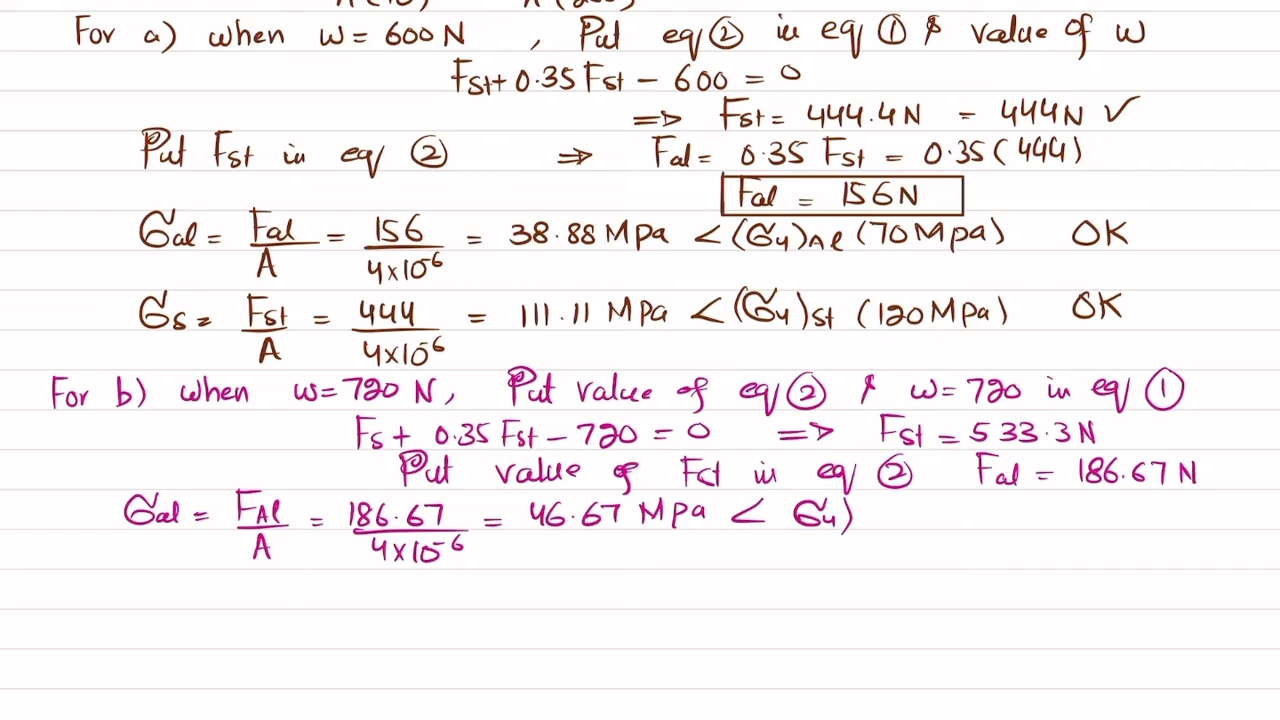 For a) when w = 600 N , Put eq ② in eq ① & value of w
Fst + 0.35 Fst − 600 = 0
⇒ Fst = 444.4 N = 444 N ✓
Put Fst in eq ② ⇒ Fal = 0.35 Fst = 0.35 (444)
Fal = 156 N
σal = Fal/A = 156/4×10⁻⁶ = 38.88 MPa < (σy)Al (70 MPa) OK
σs = Fst/A = 444/4×10⁻⁶ = 111.11 MPa < (σy)st (120 MPa) OK
For b) when w = 720 N, Put value of eq ② & w = 720 in eq ①
Fs + 0.35 Fst − 720 = 0 ⇒ Fst = 533.3 N
Put value of Fst in eq ② Fal = 186.67 N
σal = FAl/A = 186.67/4×10⁻⁶ = 46.67 MPa < σy)